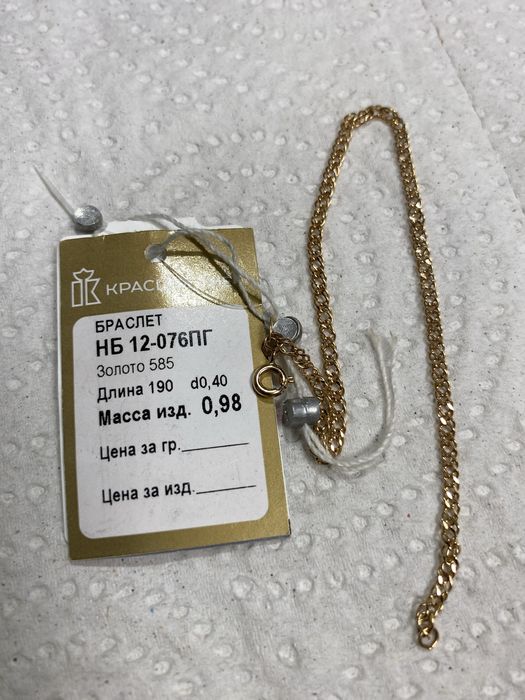 БРАСЛЕТ
НБ 12-076ПГ
Золото 585
Длина 190 d0,40
Масса изд. 0,98
Цена за гр.
Цена за изд.